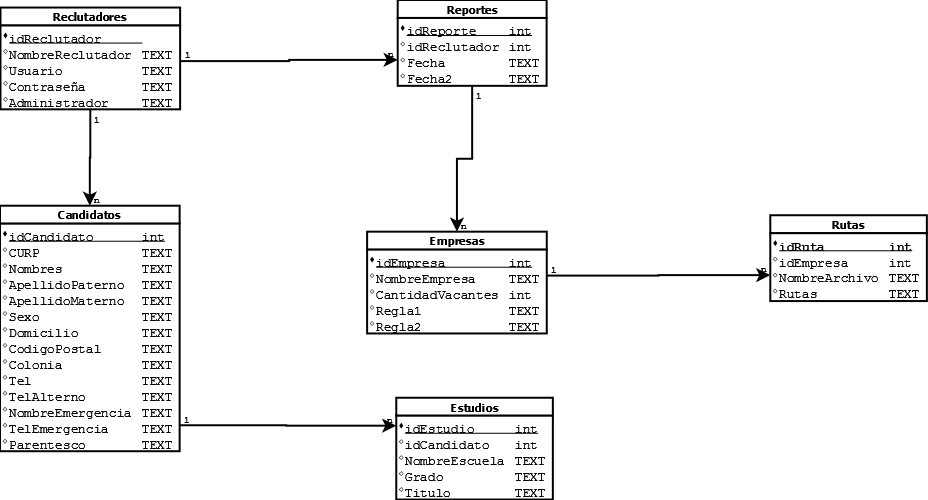 Reclutadores
idReclutador
NombreReclutador TEXT
Usuario TEXT
Contraseña TEXT
Administrador TEXT
1
n
1
n
Reportes
idReporte int
idReclutador int
Fecha TEXT
Fecha2 TEXT
1
n
Candidatos
idCandidato int
CURP TEXT
Nombres TEXT
ApellidoPaterno TEXT
ApellidoMaterno TEXT
Sexo TEXT
Domicilio TEXT
CodigoPostal TEXT
Colonia TEXT
Tel TEXT
TelAlterno TEXT
NombreEmergencia TEXT
TelEmergencia TEXT
Parentesco TEXT
1
n
Empresas
idEmpresa int
NombreEmpresa TEXT
CantidadVacantes int
Regla1 TEXT
Regla2 TEXT
1
n
Rutas
idRuta int
idEmpresa int
NombreArchivo TEXT
Rutas TEXT
Estudios
idEstudio int
idCandidato int
NombreEscuela TEXT
Grado TEXT
Titulo TEXT